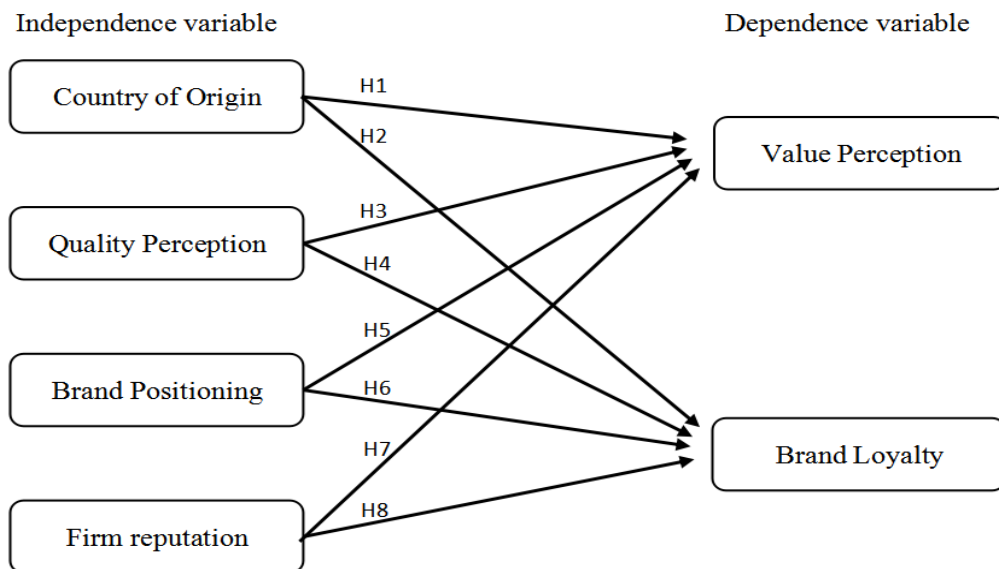 Independence variable
Dependence variable
Country of Origin
H1
H2
Value Perception
Quality Perception
H3
H4
Brand Positioning
H5
H6
Brand Loyalty
Firm reputation
H7
H8